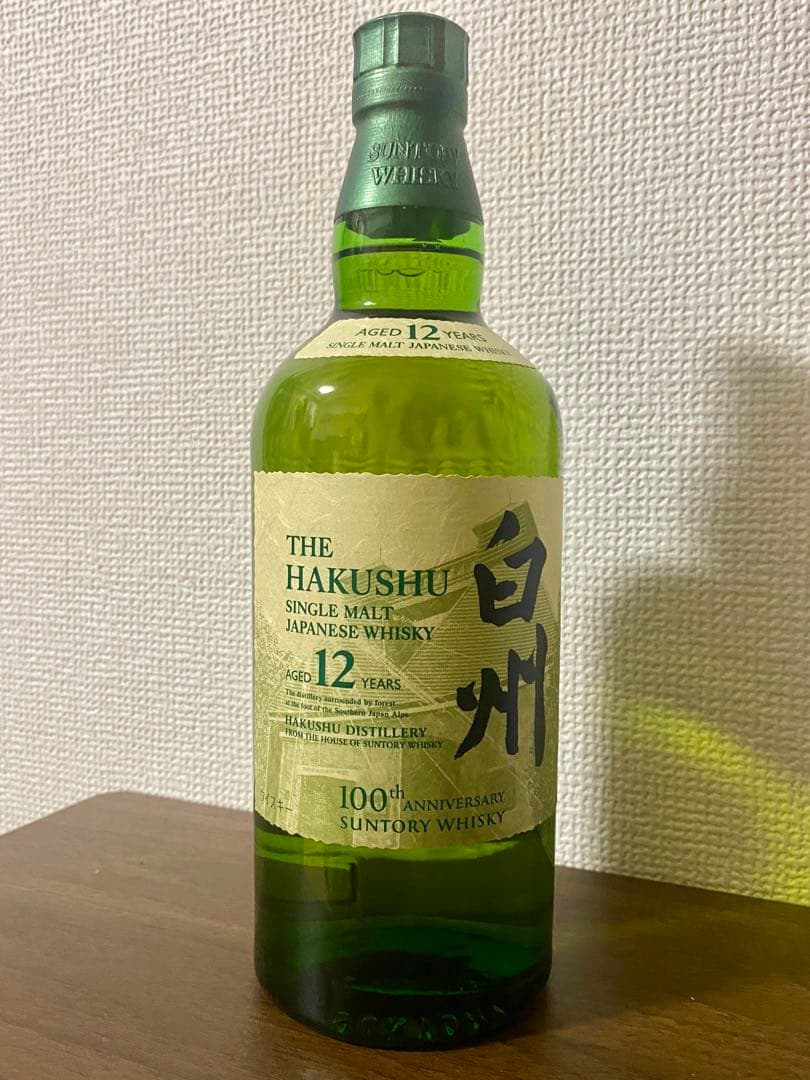 SUNTORY
WHISKY
AGED 12 YEARS
SINGLE MALT JAPANESE WHISKY
THE
HAKUSHU
SINGLE MALT
JAPANESE WHISKY
AGED 12 YEARS
The distillery surrounded by forest
at the foot of the Southern Japan Alps
HAKUSHU DISTILLERY
FROM THE HOUSE OF SUNTORY WHISKY
白州
ウイスキー
100th ANNIVERSARY
SUNTORY WHISKY